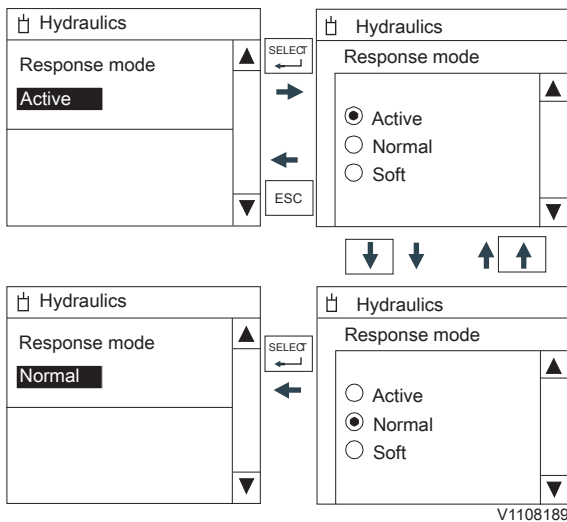 Hydraulics
Response mode
Active
SELECT
ESC
Hydraulics
Response mode
Active
Normal
Soft
Hydraulics
Response mode
Normal
SELECT
Hydraulics
Response mode
Active
Normal
Soft
V1108189